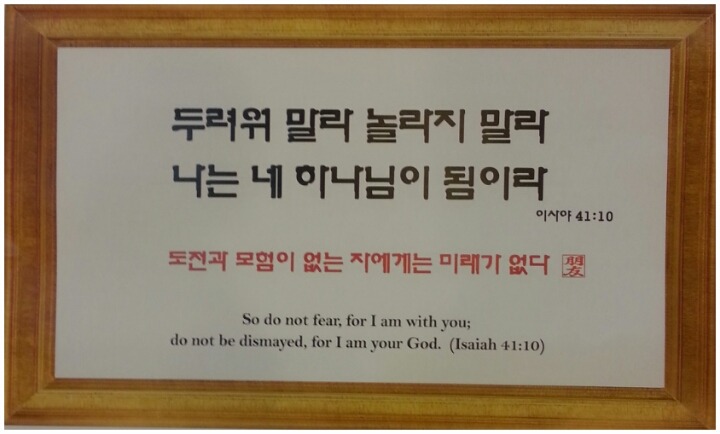 두려워 말라 놀라지 말라
나는 네 하나님이 됨이라
이사야 41:10
도전과 모험이 없는 자에게는 미래가 없다 朋友
So do not fear, for I am with you;
do not be dismayed, for I am your God. (Isaiah 41:10)